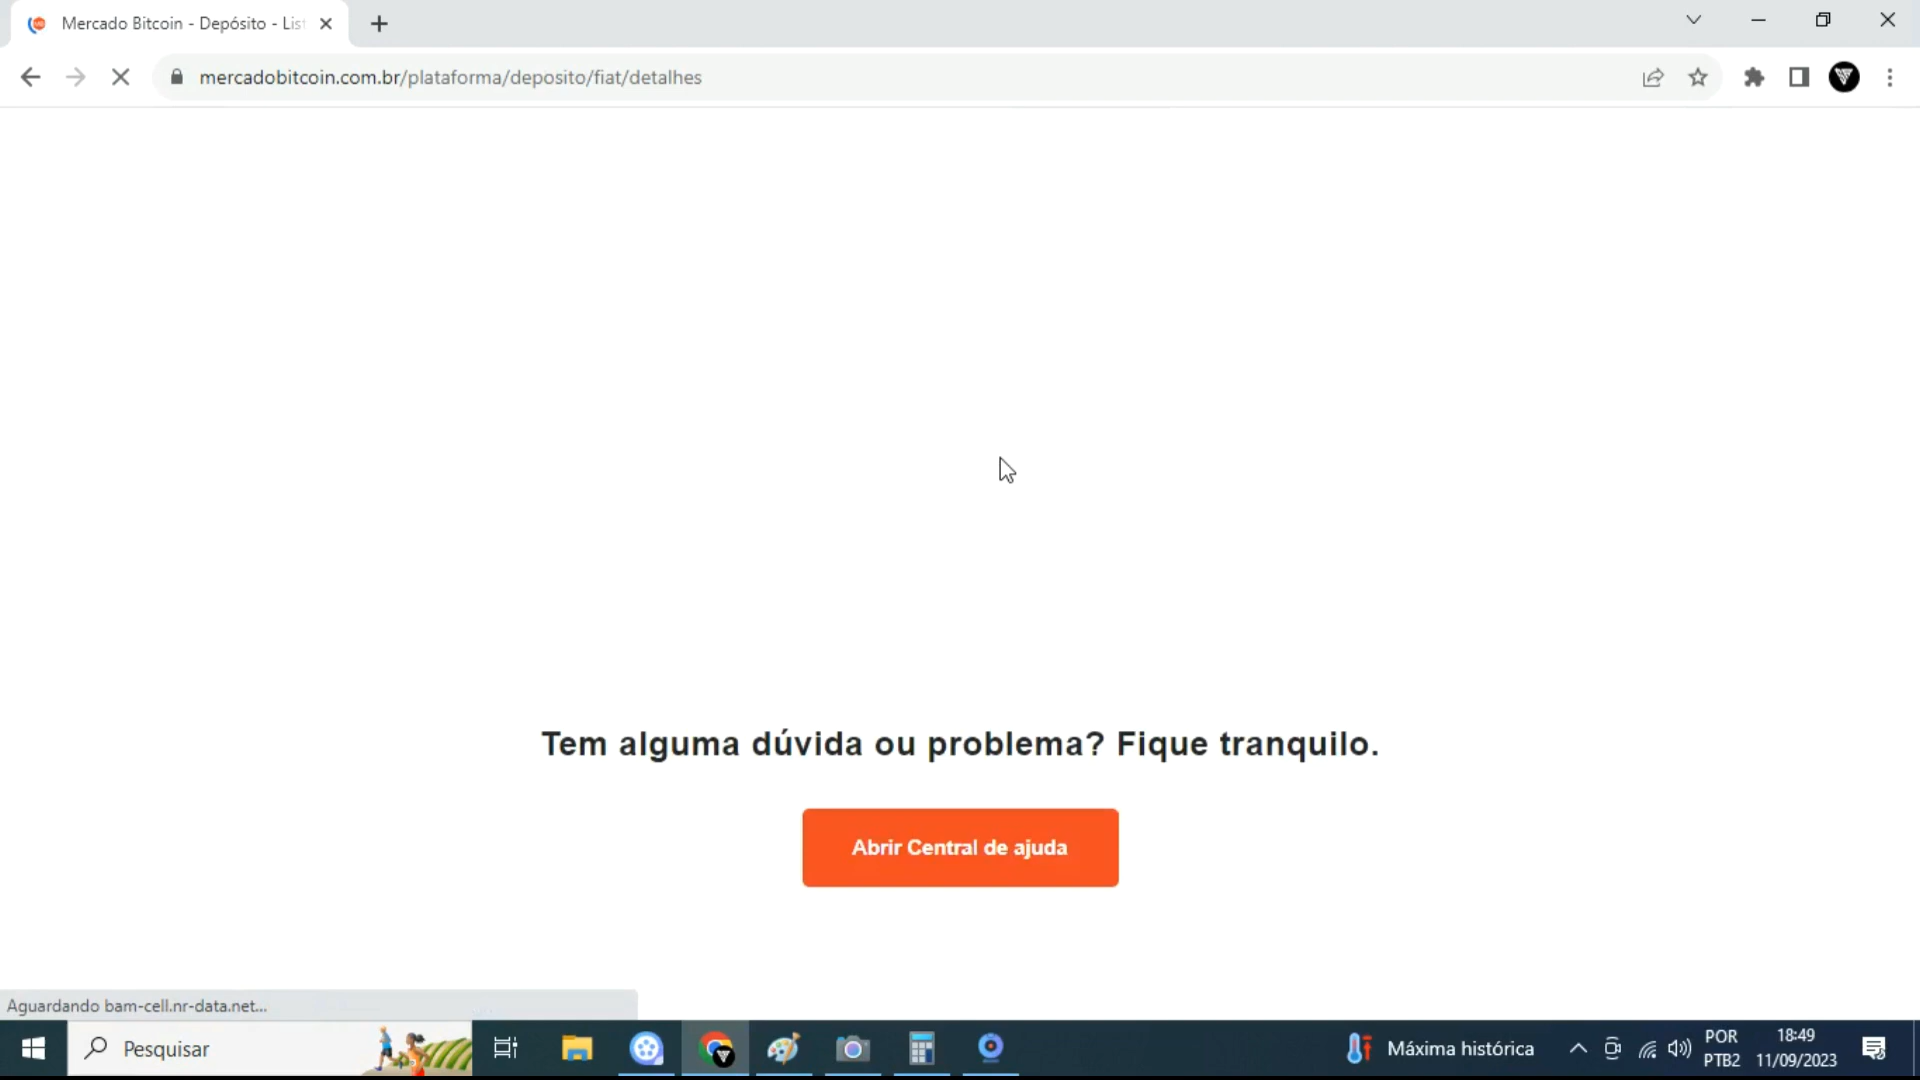 Mercado Bitcoin - Depósito - Lis
mercadobitcoin.com.br/plataforma/deposito/fiat/detalhes
Tem alguma dúvida ou problema? Fique tranquilo.
Abrir Central de ajuda
Aguardando bam-cell.nr-data.net...
Pesquisar
Máxima histórica
POR
PTB2
18:49
11/09/2023